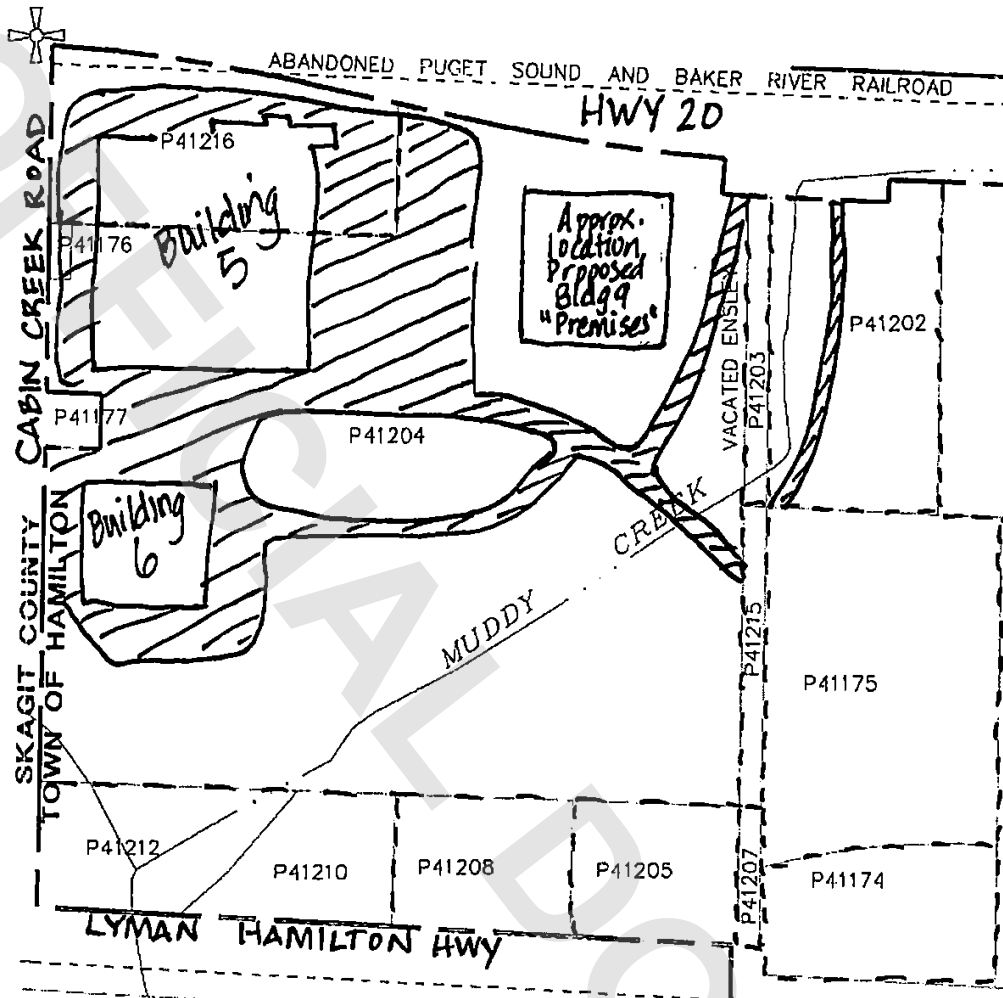 ABANDONED PUGET SOUND AND BAKER RIVER RAILROAD
HWY 20
CABIN CREEK ROAD
P41216
Building
5
P41176
Approx.
Location
Proposed
Bldg 9
"Premises"
VACATED ENSLEY
P41203
P41202
P41177
P41204
Building
6
SKAGIT COUNTY
TOWN OF HAMILTON
MUDDY CREEK
P41215
P41175
P41212
P41210
P41208
P41205
P41207
P41174
LYMAN HAMILTON HWY